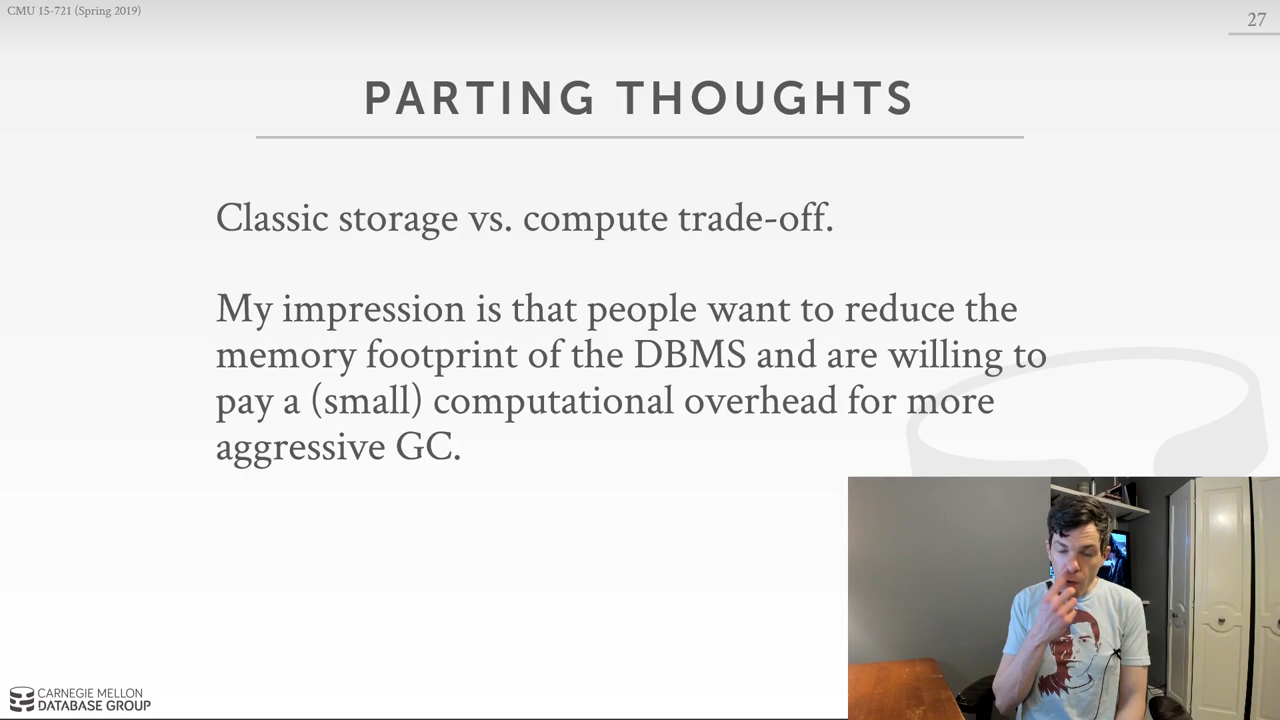 CMU 15-721 (Spring 2019)
27
PARTING THOUGHTS
Classic storage vs. compute trade-off.
My impression is that people want to reduce the
memory footprint of the DBMS and are willing to
pay a (small) computational overhead for more
aggressive GC.
CARNEGIE MELLON
DATABASE GROUP